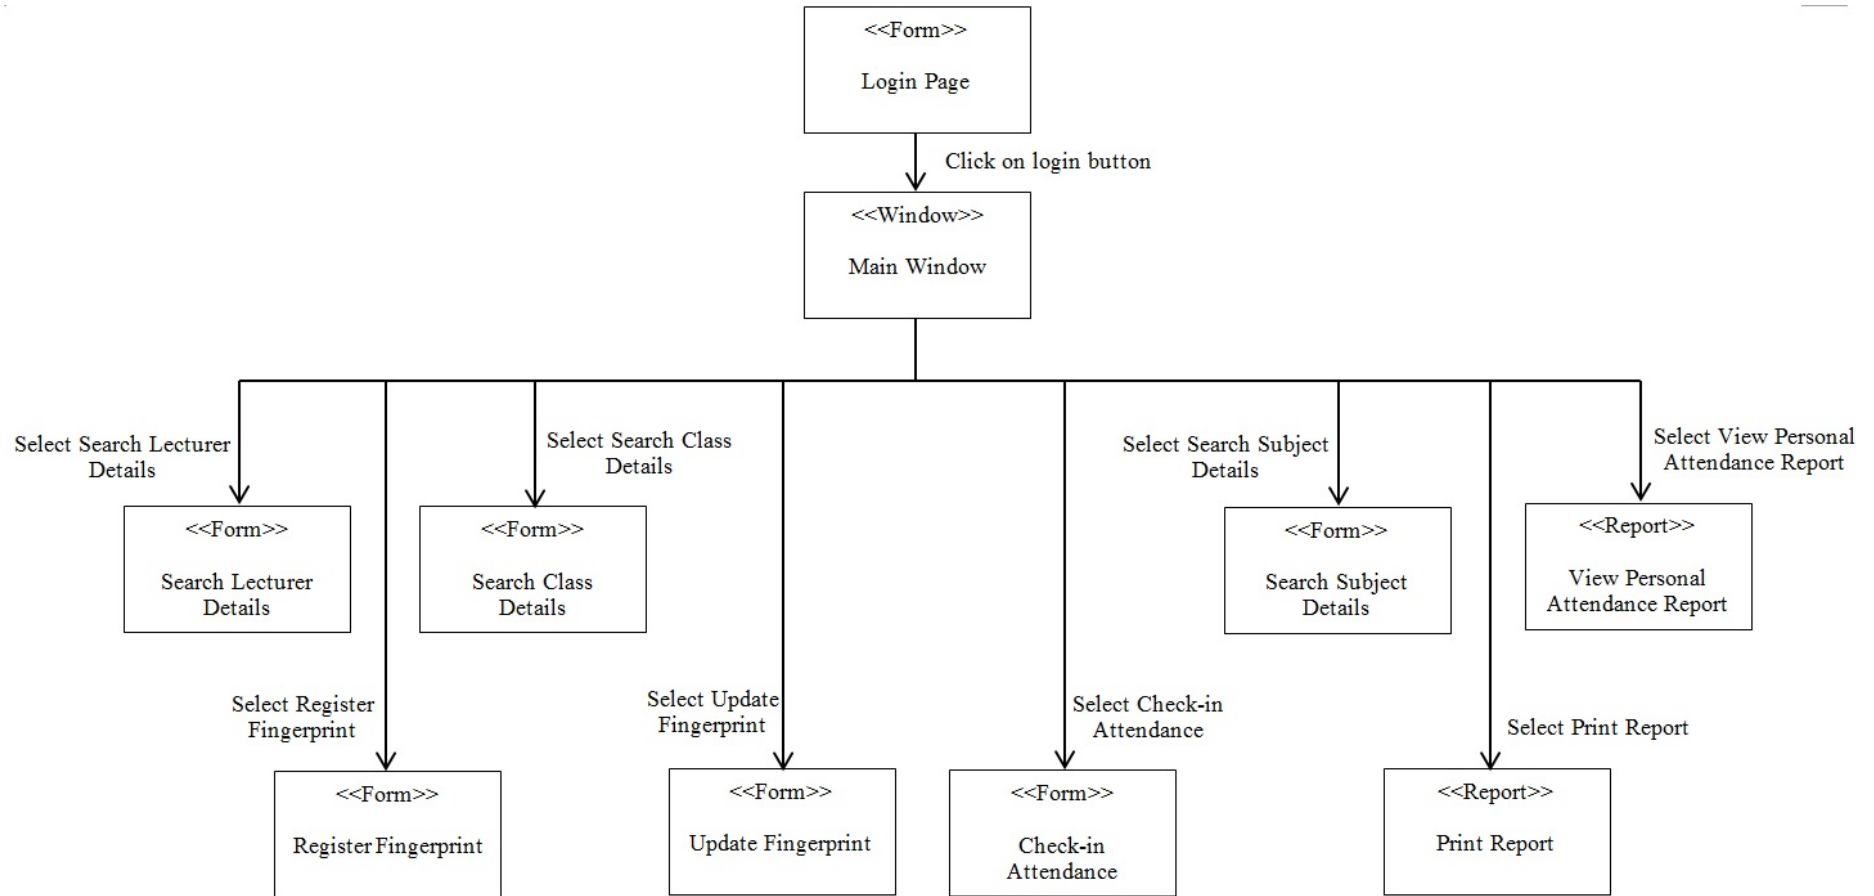 <<Form>>
Login Page
Click on login button
<<Window>>
Main Window
Select Search Lecturer
Details
Select Search Class
Details
Select Search Subject
Details
Select View Personal
Attendance Report
<<Form>>
Search Lecturer
Details
<<Form>>
Search Class
Details
<<Form>>
Search Subject
Details
<<Report>>
View Personal
Attendance Report
Select Register
Fingerprint
Select Update
Fingerprint
Select Check-in
Attendance
Select Print Report
<<Form>>
Register Fingerprint
<<Form>>
Update Fingerprint
<<Form>>
Check-in
Attendance
<<Report>>
Print Report